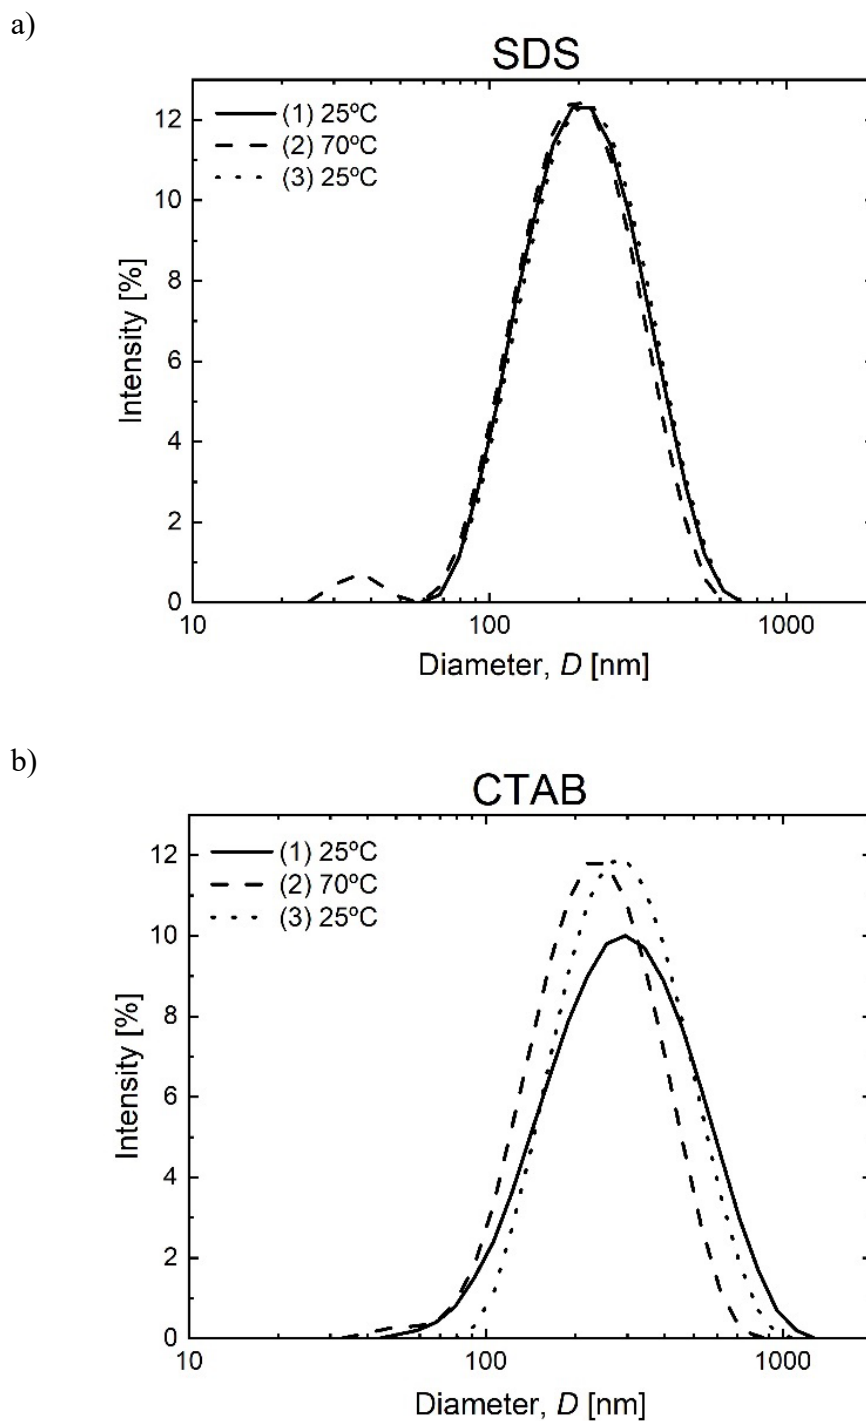 a)
SDS
(1) 25ºC
(2) 70ºC
(3) 25ºC
12
10
8
6
4
2
0
Intensity [%]
10
100
1000
Diameter, D [nm]
b)
CTAB
(1) 25ºC
(2) 70ºC
(3) 25ºC
12
10
8
6
4
2
0
Intensity [%]
10
100
1000
Diameter, D [nm]